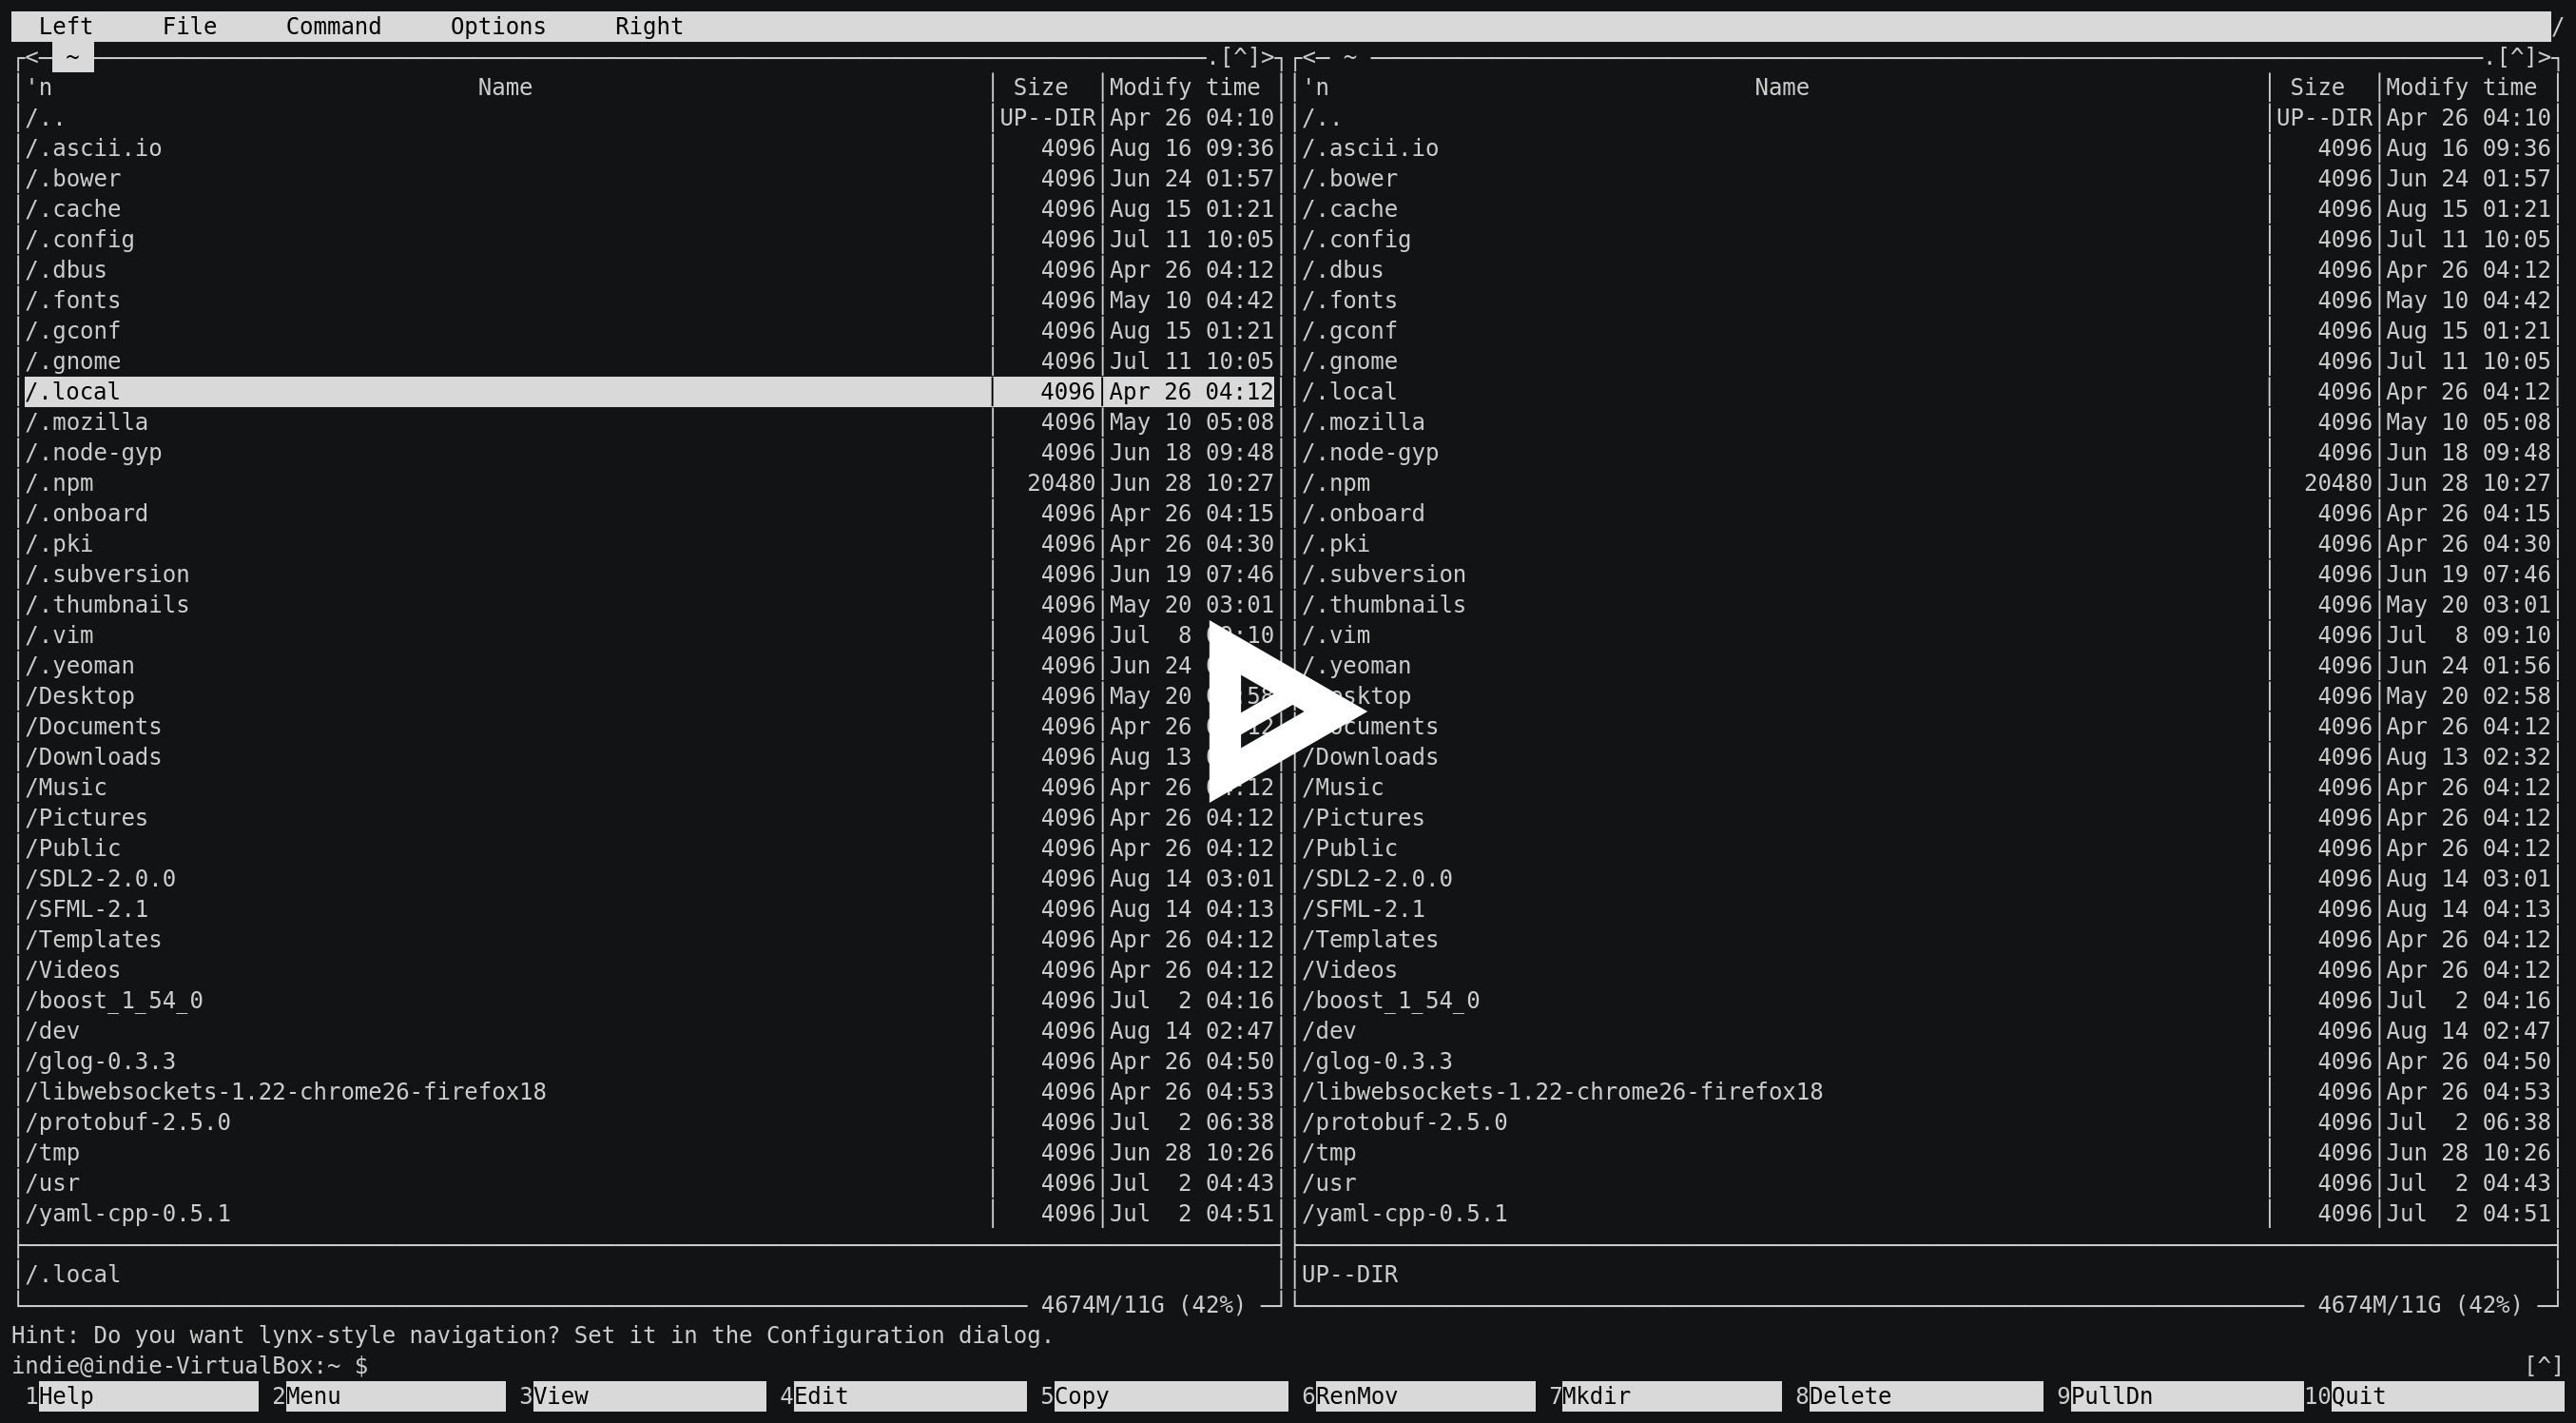 Left File Command Options Right /
<─ ~ .[^]> <─ ~ .[^]>
'n Name Size Modify time 'n Name Size Modify time
/.. UP--DIR Apr 26 04:10 /.. UP--DIR Apr 26 04:10
/.ascii.io 4096 Aug 16 09:36 /.ascii.io 4096 Aug 16 09:36
/.bower 4096 Jun 24 01:57 /.bower 4096 Jun 24 01:57
/.cache 4096 Aug 15 01:21 /.cache 4096 Aug 15 01:21
/.config 4096 Jul 11 10:05 /.config 4096 Jul 11 10:05
/.dbus 4096 Apr 26 04:12 /.dbus 4096 Apr 26 04:12
/.fonts 4096 May 10 04:42 /.fonts 4096 May 10 04:42
/.gconf 4096 Aug 15 01:21 /.gconf 4096 Aug 15 01:21
/.gnome 4096 Jul 11 10:05 /.gnome 4096 Jul 11 10:05
/.local 4096 Apr 26 04:12 /.local 4096 Apr 26 04:12
/.mozilla 4096 May 10 05:08 /.mozilla 4096 May 10 05:08
/.node-gyp 4096 Jun 18 09:48 /.node-gyp 4096 Jun 18 09:48
/.npm 20480 Jun 28 10:27 /.npm 20480 Jun 28 10:27
/.onboard 4096 Apr 26 04:15 /.onboard 4096 Apr 26 04:15
/.pki 4096 Apr 26 04:30 /.pki 4096 Apr 26 04:30
/.subversion 4096 Jun 19 07:46 /.subversion 4096 Jun 19 07:46
/.thumbnails 4096 May 20 03:01 /.thumbnails 4096 May 20 03:01
/.vim 4096 Jul 8 /.vim 4096 Jul 8 09:10
/.yeoman 4096 Jun 24 /.yeoman 4096 Jun 24 01:56
/Desktop 4096 May 20 4096 May 20 02:58
/Documents 4096 Apr 26 4096 Apr 26 04:12
/Downloads 4096 Aug 13 /Downloads 4096 Aug 13 02:32
/Music 4096 Apr 26 /Music 4096 Apr 26 04:12
/Pictures 4096 Apr 26 04:12 /Pictures 4096 Apr 26 04:12
/Public 4096 Apr 26 04:12 /Public 4096 Apr 26 04:12
/SDL2-2.0.0 4096 Aug 14 03:01 /SDL2-2.0.0 4096 Aug 14 03:01
/SFML-2.1 4096 Aug 14 04:13 /SFML-2.1 4096 Aug 14 04:13
/Templates 4096 Apr 26 04:12 /Templates 4096 Apr 26 04:12
/Videos 4096 Apr 26 04:12 /Videos 4096 Apr 26 04:12
/boost_1_54_0 4096 Jul 2 04:16 /boost_1_54_0 4096 Jul 2 04:16
/dev 4096 Aug 14 02:47 /dev 4096 Aug 14 02:47
/glog-0.3.3 4096 Apr 26 04:50 /glog-0.3.3 4096 Apr 26 04:50
/libwebsockets-1.22-chrome26-firefox18 4096 Apr 26 04:53 /libwebsockets-1.22-chrome26-firefox18 4096 Apr 26 04:53
/protobuf-2.5.0 4096 Jul 2 06:38 /protobuf-2.5.0 4096 Jul 2 06:38
/tmp 4096 Jun 28 10:26 /tmp 4096 Jun 28 10:26
/usr 4096 Jul 2 04:43 /usr 4096 Jul 2 04:43
/yaml-cpp-0.5.1 4096 Jul 2 04:51 /yaml-cpp-0.5.1 4096 Jul 2 04:51
/.local UP--DIR
4674M/11G (42%) 4674M/11G (42%)
Hint: Do you want lynx-style navigation? Set it in the Configuration dialog.
indie@indie-VirtualBox:~ $ [^]
1Help 2Menu 3View 4Edit 5Copy 6RenMov 7Mkdir 8Delete 9PullDn 10Quit